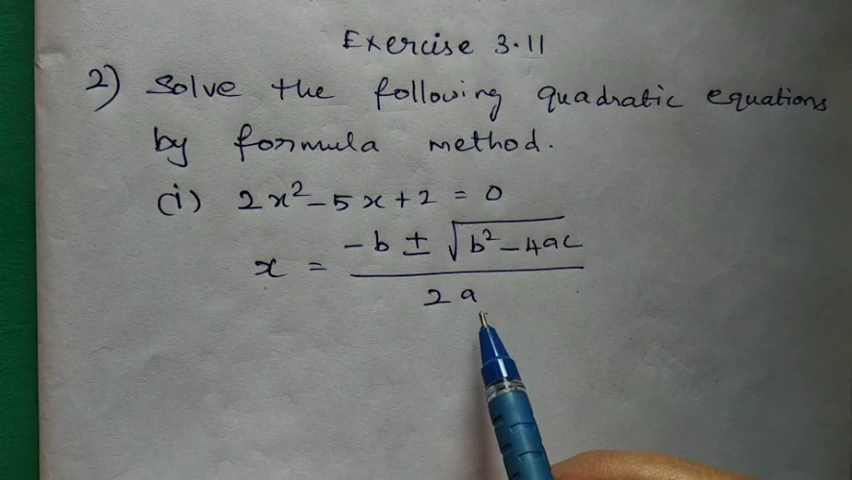 Exercise 3.11
2) Solve the following quadratic equations
by formula method.
(i) 2x²-5x+2 = 0
x = -b ± √b²-4ac / 2a